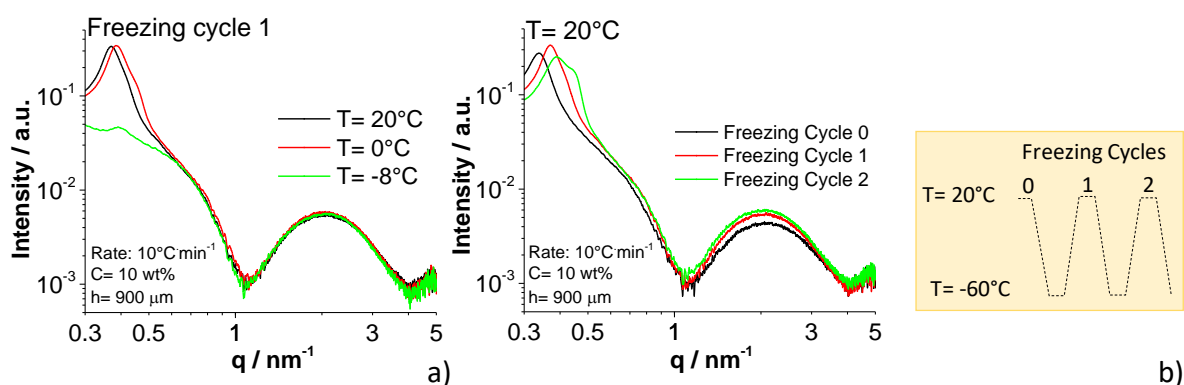 Freezing cycle 1
Intensity / a.u.
10⁻¹
10⁻²
10⁻³
T= 20°C
T= 0°C
T= -8°C
Rate: 10°C·min⁻¹
C= 10 wt%
h= 900 μm
0.3 0.5 1 3 5
q / nm⁻¹
a)
T= 20°C
Intensity / a.u.
10⁻¹
10⁻²
10⁻³
Freezing Cycle 0
Freezing Cycle 1
Freezing Cycle 2
Rate: 10°C·min⁻¹
C= 10 wt%
h= 900 μm
0.3 0.5 1 3 5
q / nm⁻¹
Freezing Cycles
0 1 2
T= 20°C
T= -60°C
b)